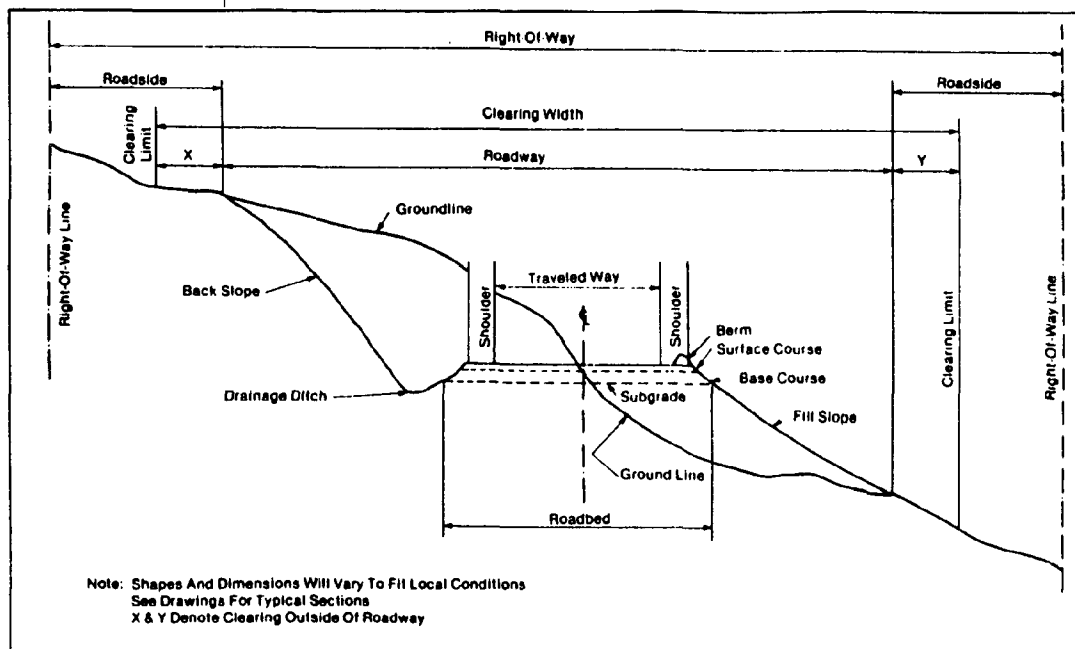 Right-Of-Way
Roadside
Roadside
Clearing Width
Clearing
Limit
X
Roadway
Y
Groundline
Right-Of-Way Line
Back Slope
Shoulder
Traveled Way
Shoulder
℄
Berm
Surface Course
Base Course
Drainage Ditch
Subgrade
Fill Slope
Clearing Limit
Right-Of-Way Line
Ground Line
Roadbed
Note: Shapes And Dimensions Will Vary To Fit Local Conditions
See Drawings For Typical Sections
X & Y Denote Clearing Outside Of Roadway